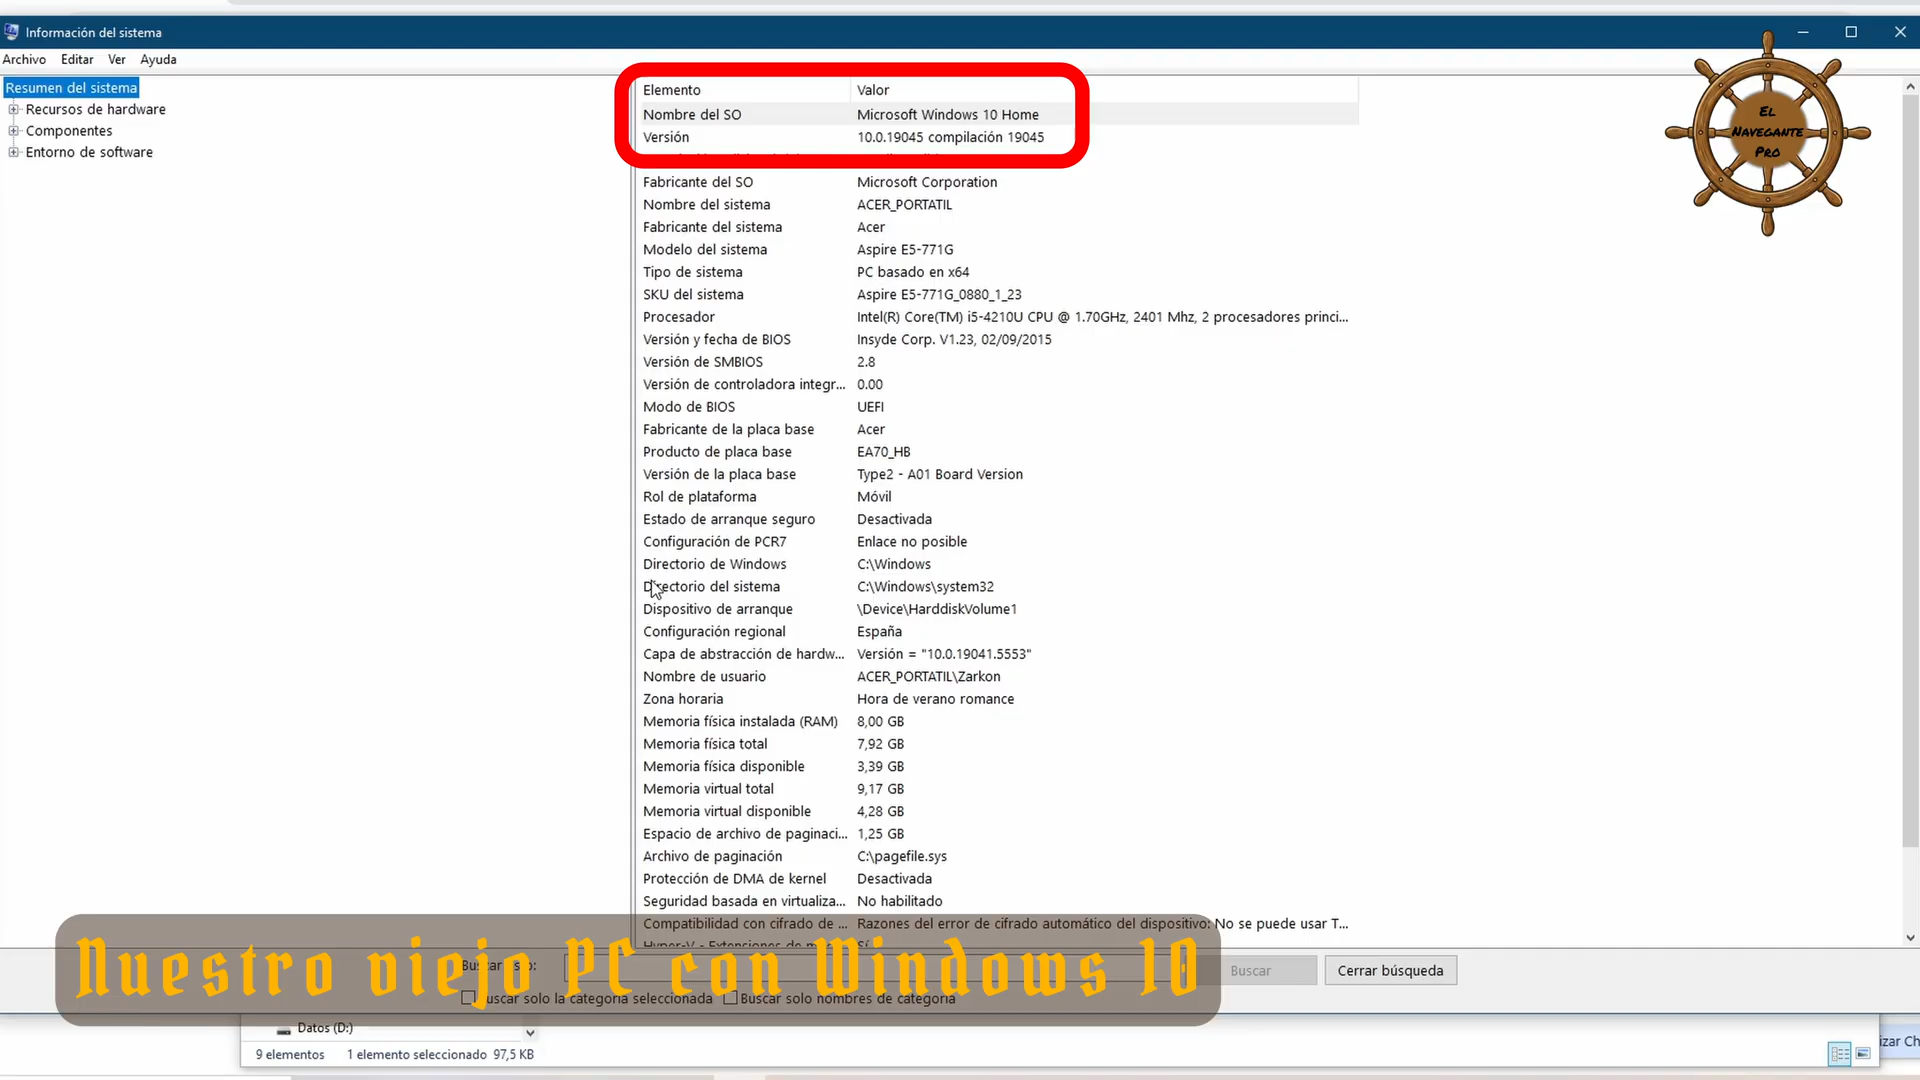 Información del sistema
Archivo Editar Ver Ayuda
EL
NAVEGANTE
PRO
Resumen del sistema
Recursos de hardware
Componentes
Entorno de software
Elemento Valor
Nombre del SO Microsoft Windows 10 Home
Versión 10.0.19045 compilación 19045
Fabricante del SO Microsoft Corporation
Nombre del sistema ACER_PORTATIL
Fabricante del sistema Acer
Modelo del sistema Aspire E5-771G
Tipo de sistema PC basado en x64
SKU del sistema Aspire E5-771G_0880_1_23
Procesador Intel(R) Core(TM) i5-4210U CPU @ 1.70GHz, 2401 Mhz, 2 procesadores princi...
Versión y fecha de BIOS Insyde Corp. V1.23, 02/09/2015
Versión de SMBIOS 2.8
Versión de controladora integr... 0.00
Modo de BIOS UEFI
Fabricante de la placa base Acer
Producto de placa base EA70_HB
Versión de la placa base Type2 - A01 Board Version
Rol de plataforma Móvil
Estado de arranque seguro Desactivada
Configuración de PCR7 Enlace no posible
Directorio de Windows C:\Windows
Directorio del sistema C:\Windows\system32
Dispositivo de arranque \Device\HarddiskVolume1
Configuración regional España
Capa de abstracción de hardw... Versión = "10.0.19041.5553"
Nombre de usuario ACER_PORTATIL\Zarkon
Zona horaria Hora de verano romance
Memoria física instalada (RAM) 8,00 GB
Memoria física total 7,92 GB
Memoria física disponible 3,39 GB
Memoria virtual total 9,17 GB
Memoria virtual disponible 4,28 GB
Espacio de archivo de paginaci... 1,25 GB
Archivo de paginación C:\pagefile.sys
Protección de DMA de kernel Desactivada
Seguridad basada en virtualiza... No habilitado
Compatibilidad con cifrado de ... Razones del error de cifrado automático del dispositivo: No se puede usar T...
Hyper-V - Extensiones de m... Sí
Nuestro viejo PC con Windows 10
Buscar Cerrar búsqueda
Buscar solo la categoría seleccionada Buscar solo nombres de categoría
Datos (D:)
9 elementos 1 elemento seleccionado 97,5 KB
izar Ch